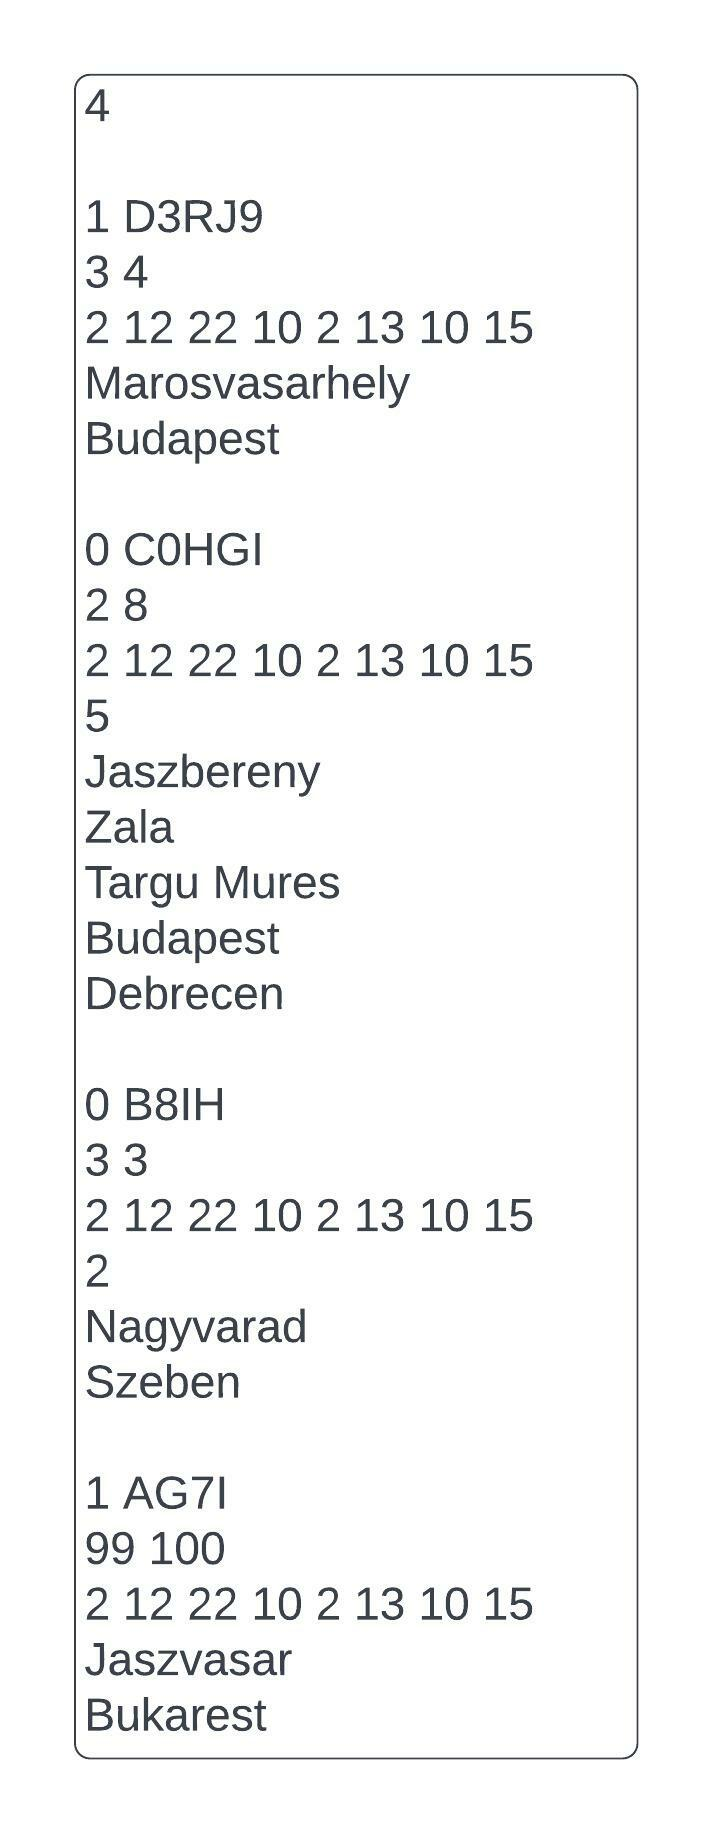 4
1 D3RJ9
3 4
2 12 22 10 2 13 10 15
Marosvasarhely
Budapest
0 C0HGI
2 8
2 12 22 10 2 13 10 15
5
Jaszbereny
Zala
Targu Mures
Budapest
Debrecen
0 B8IH
3 3
2 12 22 10 2 13 10 15
2
Nagyvarad
Szeben
1 AG7I
99 100
2 12 22 10 2 13 10 15
Jaszvasar
Bukarest